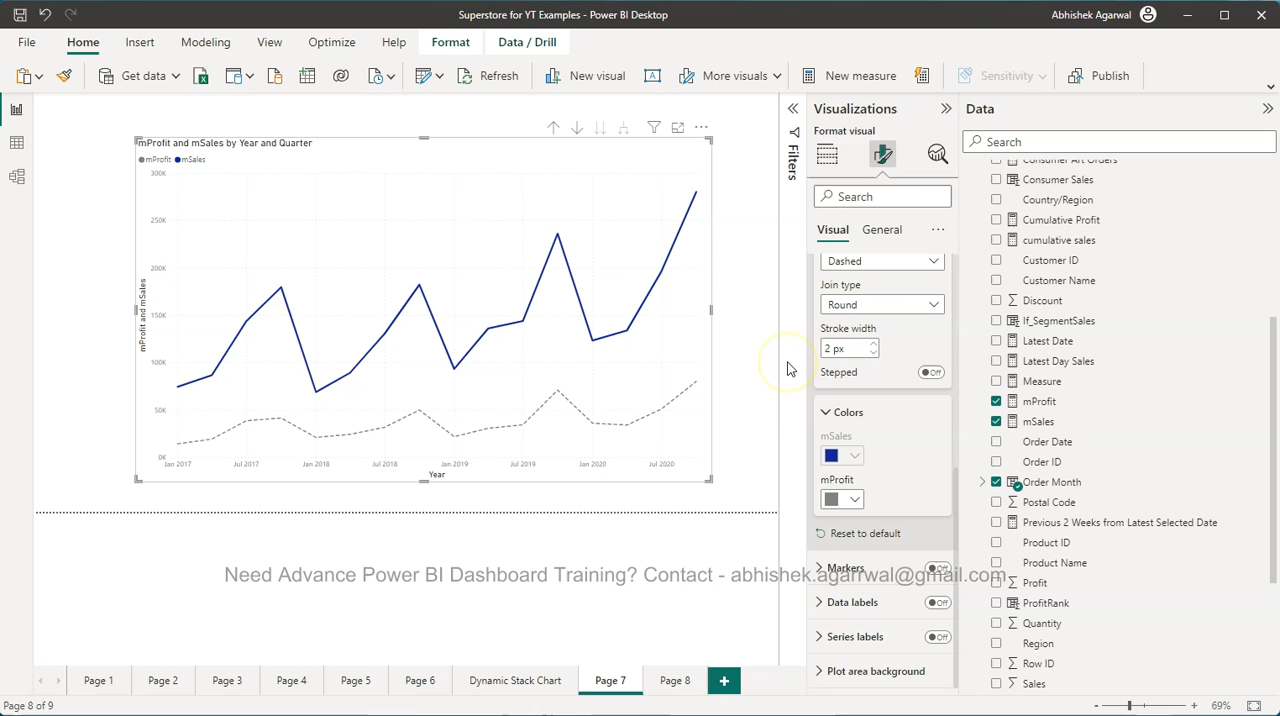 Superstore for YT Examples - Power BI Desktop
Abhishek Agarwal
File Home Insert Modeling View Optimize Help Format Data / Drill
Get data Refresh New visual More visuals New measure Sensitivity Publish
mProfit and mSales by Year and Quarter
mProfit mSales
300K
250K
200K
150K
100K
50K
0K
mProfit and mSales
Jan 2017 Jul 2017 Jan 2018 Jul 2018 Jan 2019 Jul 2019 Jan 2020 Jul 2020
Year
Filters
Visualizations
Format visual
Search
Visual General
Dashed
Join type
Round
Stroke width
2 px
Stepped Off
Colors
mSales
mProfit
Reset to default
Markers Off
Data labels Off
Series labels Off
Plot area background
Data
Search
Consumer Art Orders
Consumer Sales
Country/Region
Cumulative Profit
cumulative sales
Customer ID
Customer Name
Discount
If_SegmentSales
Latest Date
Latest Day Sales
Measure
mProfit
mSales
Order Date
Order ID
Order Month
Postal Code
Previous 2 Weeks from Latest Selected Date
Product ID
Product Name
Profit
ProfitRank
Quantity
Region
Row ID
Sales
Need Advance Power BI Dashboard Training? Contact - abhishek.agarrwal@gmail.com
Page 1 Page 2 Page 3 Page 4 Page 5 Page 6 Dynamic Stack Chart Page 7 Page 8
Page 8 of 9
69%